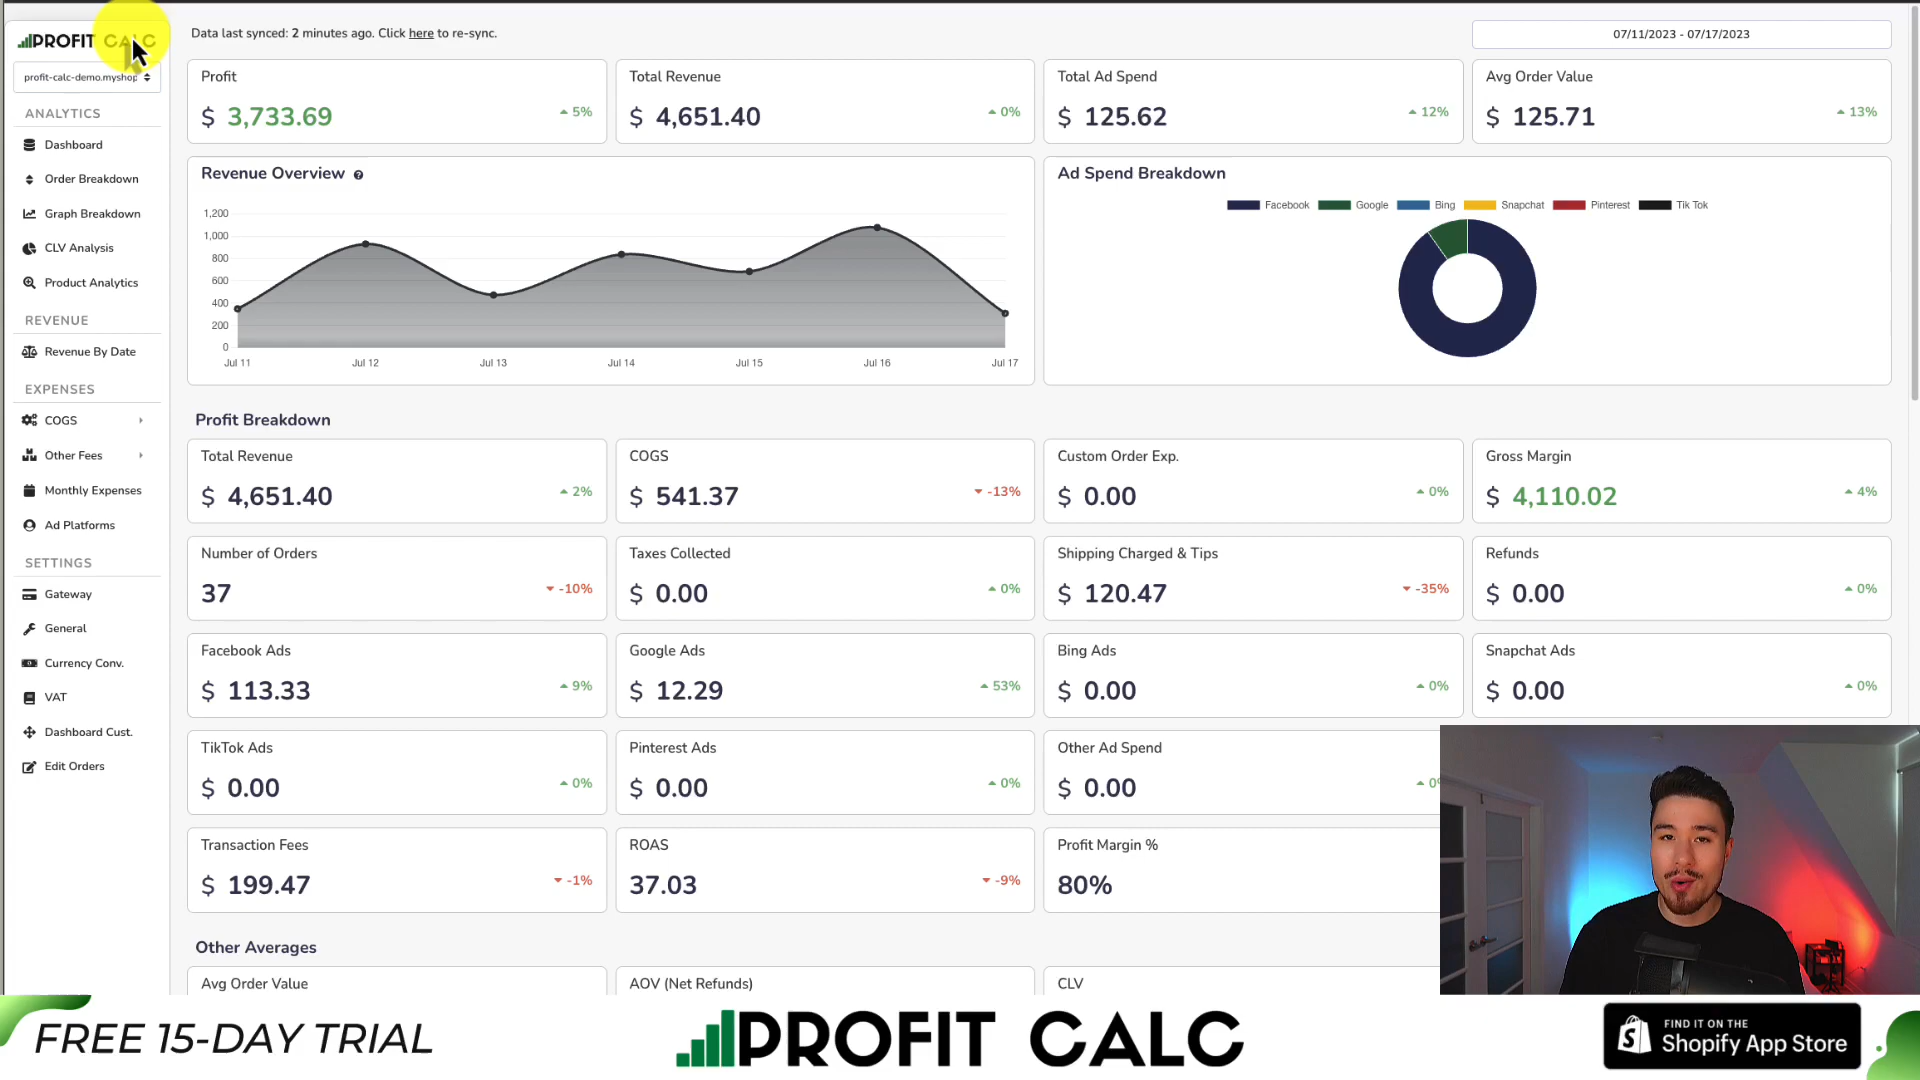 PROFIT CALC
profit-calc-demo.myshop
ANALYTICS
Dashboard
Order Breakdown
Graph Breakdown
CLV Analysis
Product Analytics
REVENUE
Revenue By Date
EXPENSES
COGS
Other Fees
Monthly Expenses
Ad Platforms
SETTINGS
Gateway
General
Currency Conv.
VAT
Dashboard Cust.
Edit Orders
Data last synced: 2 minutes ago. Click here to re-sync.
07/11/2023 - 07/17/2023
Profit
$ 3,733.69 5%
Total Revenue
$ 4,651.40 0%
Total Ad Spend
$ 125.62 12%
Avg Order Value
$ 125.71 13%
Revenue Overview ?
1,200
1,000
800
600
400
200
0
Jul 11 Jul 12 Jul 13 Jul 14 Jul 15 Jul 16 Jul 17
Ad Spend Breakdown
Facebook Google Bing Snapchat Pinterest Tik Tok
Profit Breakdown
Total Revenue
$ 4,651.40 2%
COGS
$ 541.37 -13%
Custom Order Exp.
$ 0.00 0%
Gross Margin
$ 4,110.02 4%
Number of Orders
37 -10%
Taxes Collected
$ 0.00 0%
Shipping Charged & Tips
$ 120.47 -35%
Refunds
$ 0.00 0%
Facebook Ads
$ 113.33 9%
Google Ads
$ 12.29 53%
Bing Ads
$ 0.00 0%
Snapchat Ads
$ 0.00 0%
TikTok Ads
$ 0.00 0%
Pinterest Ads
$ 0.00 0%
Other Ad Spend
$ 0.00 0%
Transaction Fees
$ 199.47 -1%
ROAS
37.03 -9%
Profit Margin %
80%
Other Averages
Avg Order Value
AOV (Net Refunds)
CLV
FREE 15-DAY TRIAL
PROFIT CALC
FIND IT ON THE
Shopify App Store